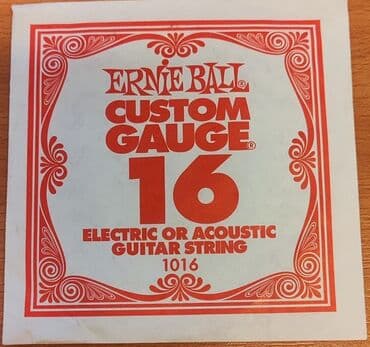 ERNIE BALL®
CUSTOM
GAUGE®
16
ELECTRIC OR ACOUSTIC
GUITAR STRING
1016